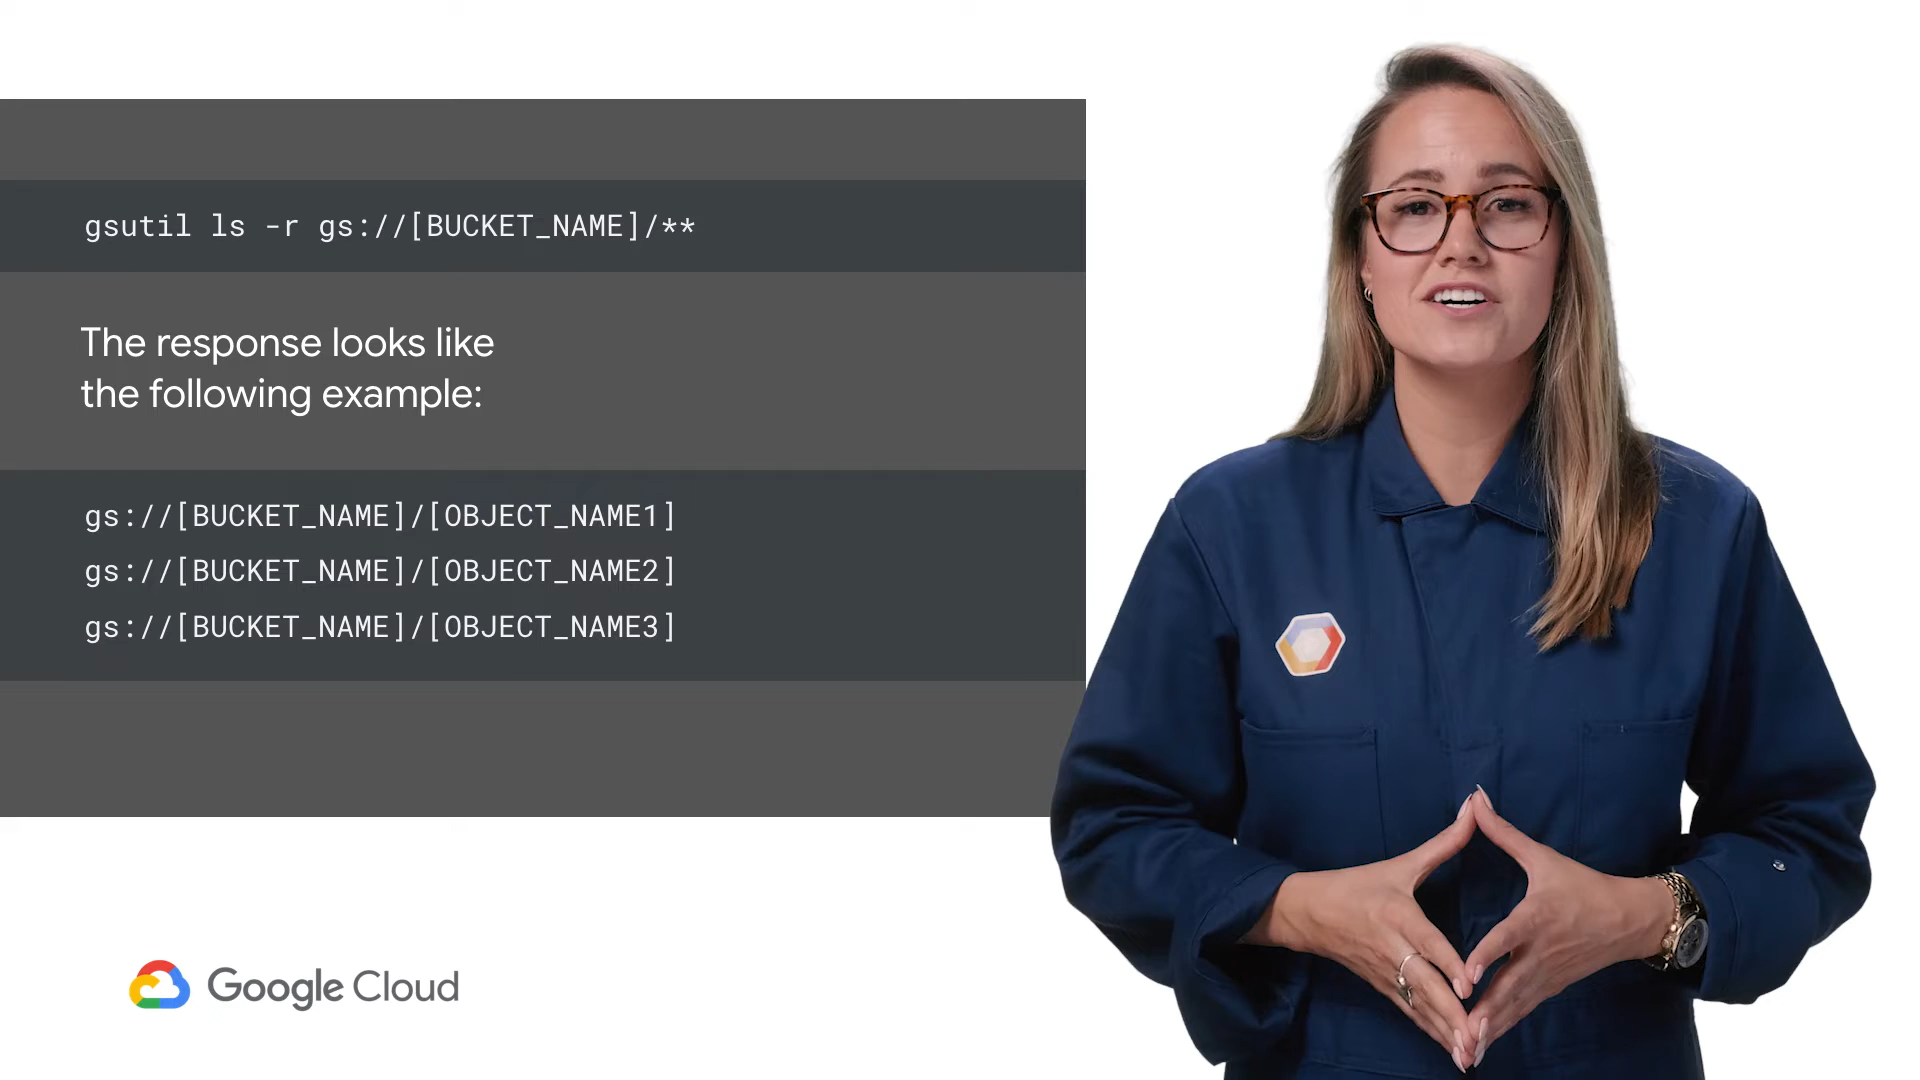 gsutil ls -r gs://[BUCKET_NAME]/**
The response looks like
the following example:
gs://[BUCKET_NAME]/[OBJECT_NAME1]
gs://[BUCKET_NAME]/[OBJECT_NAME2]
gs://[BUCKET_NAME]/[OBJECT_NAME3]
Google Cloud